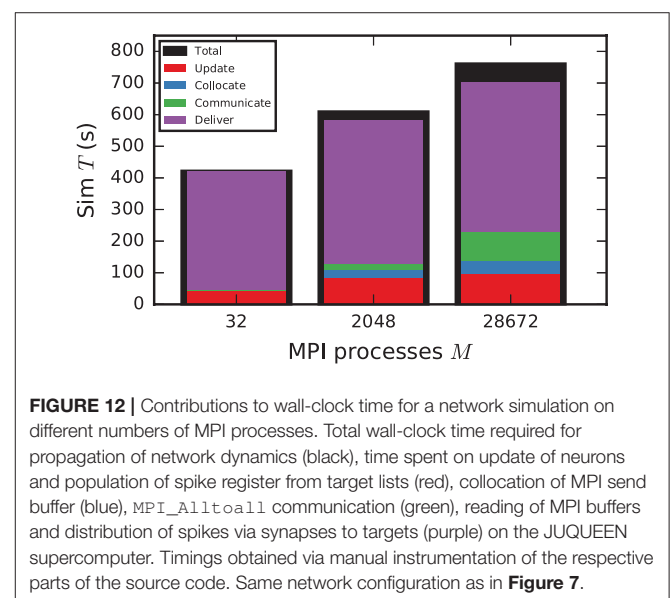 800
700
600
500
400
300
200
100
0
Sim T (s)
Total
Update
Collocate
Communicate
Deliver
32
2048
28672
MPI processes M
FIGURE 12 | Contributions to wall-clock time for a network simulation on
different numbers of MPI processes. Total wall-clock time required for
propagation of network dynamics (black), time spent on update of neurons
and population of spike register from target lists (red), collocation of MPI send
buffer (blue), MPI_Alltoall communication (green), reading of MPI buffers
and distribution of spikes via synapses to targets (purple) on the JUQUEEN
supercomputer. Timings obtained via manual instrumentation of the respective
parts of the source code. Same network configuration as in Figure 7.